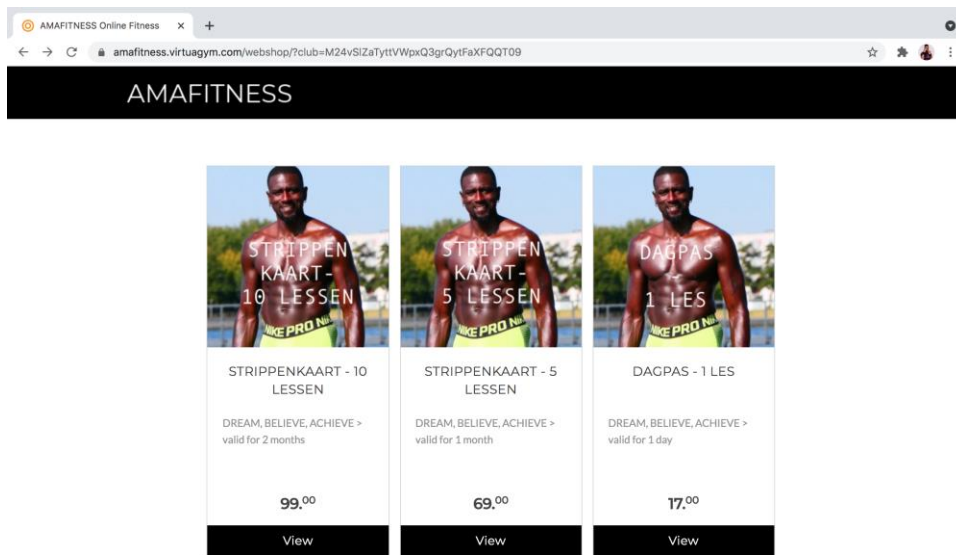 AMAFITNESS Online Fitness
amafitness.virtuagym.com/webshop/?club=M24vSlZaTyttVWpxQ3grQytFaXFQQT09
AMAFITNESS
STRIPPEN
KAART-
10 LESSEN
NIKE PRO
STRIPPENKAART - 10
LESSEN
DREAM, BELIEVE, ACHIEVE >
valid for 2 months
99.00
View
STRIPPEN
KAART-
5 LESSEN
NIKE PRO
STRIPPENKAART - 5
LESSEN
DREAM, BELIEVE, ACHIEVE >
valid for 1 month
69.00
View
DAGPAS
1 LES
NIKE PRO
DAGPAS - 1 LES
DREAM, BELIEVE, ACHIEVE >
valid for 1 day
17.00
View